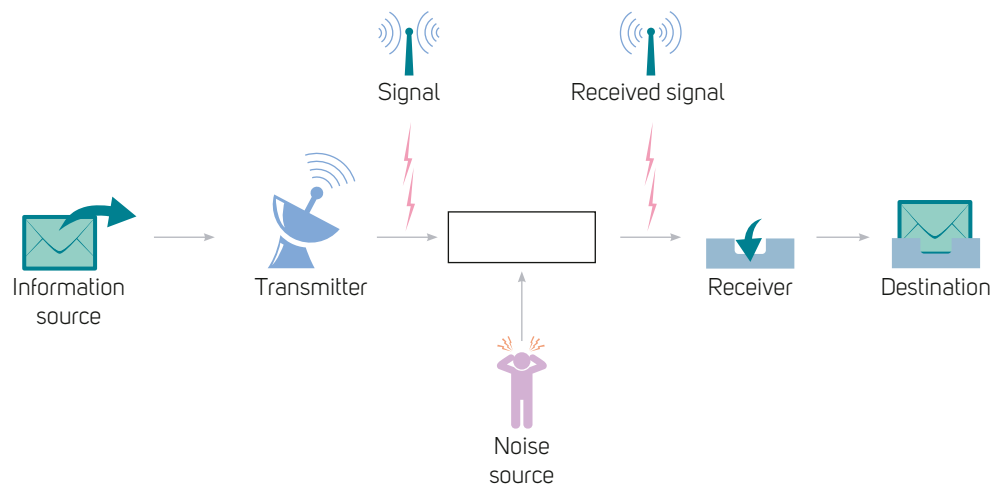 Signal
Received signal
Information
source
Transmitter
Receiver
Destination
Noise
source